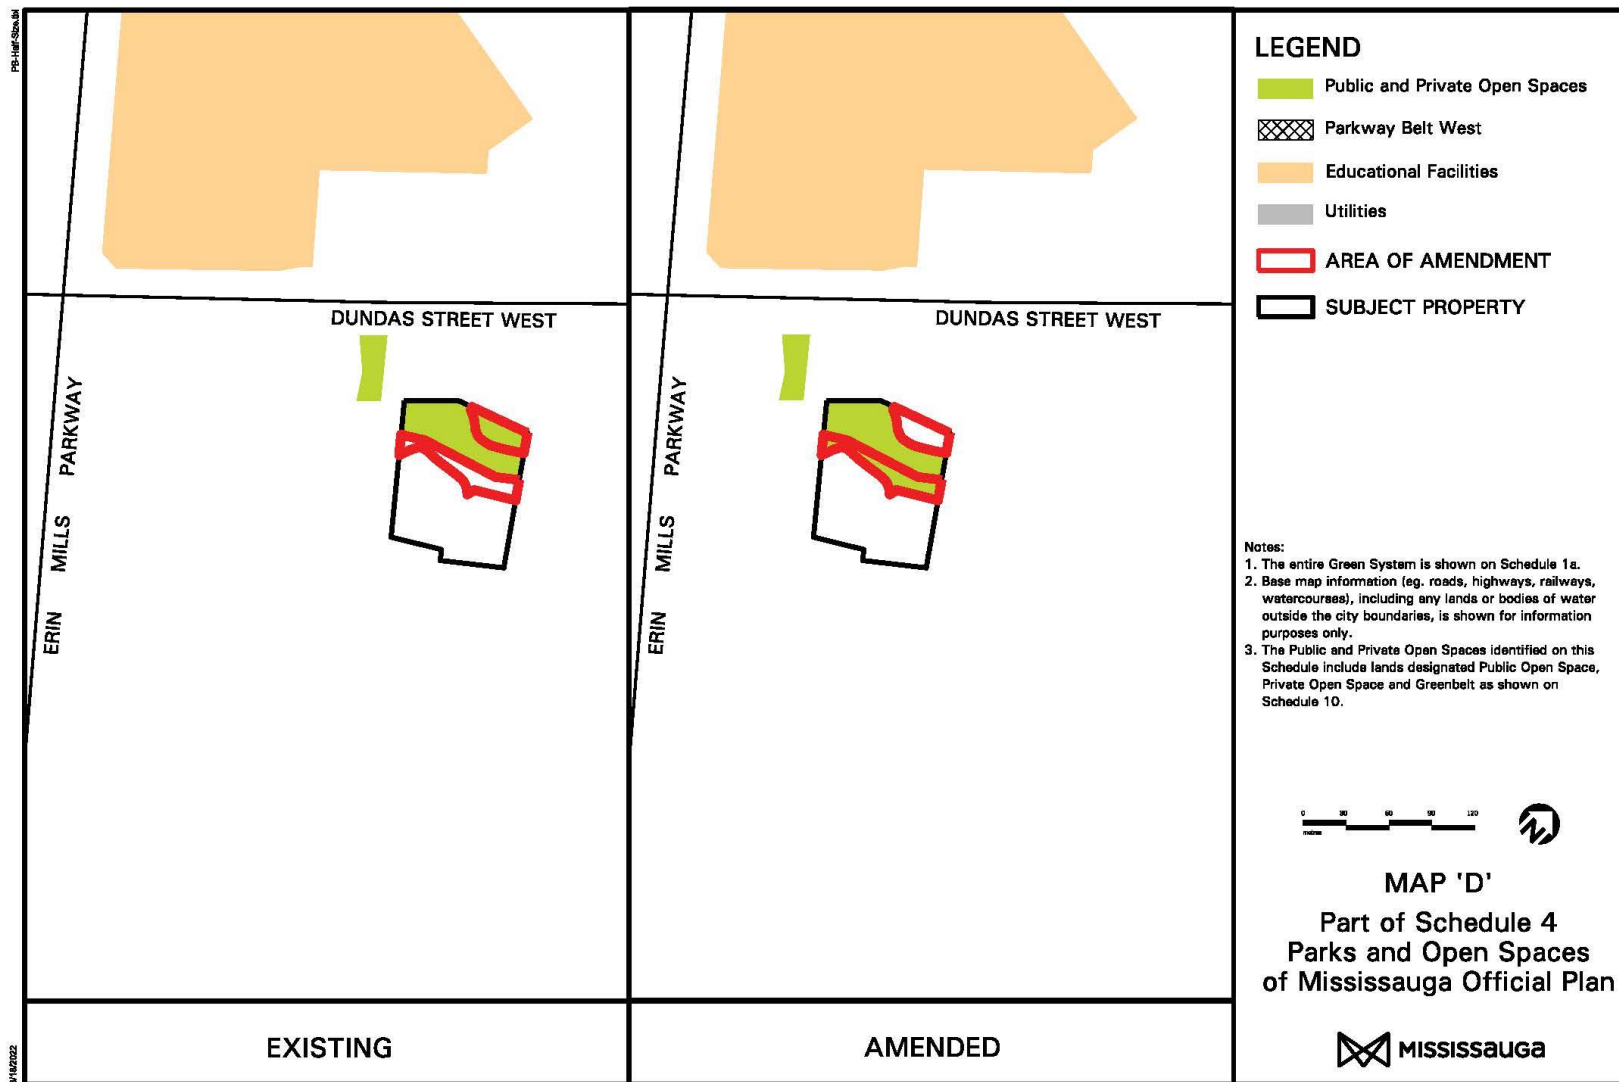 PB-Half-Size.tbl
DUNDAS STREET WEST
ERIN MILLS PARKWAY
EXISTING
DUNDAS STREET WEST
ERIN MILLS PARKWAY
AMENDED
LEGEND
Public and Private Open Spaces
Parkway Belt West
Educational Facilities
Utilities
AREA OF AMENDMENT
SUBJECT PROPERTY
Notes:
1. The entire Green System is shown on Schedule 1a.
2. Base map information (eg. roads, highways, railways,
watercourses), including any lands or bodies of water
outside the city boundaries, is shown for information
purposes only.
3. The Public and Private Open Spaces identified on this
Schedule include lands designated Public Open Space,
Private Open Space and Greenbelt as shown on
Schedule 10.
0 30 60 90 120
metres
MAP 'D'
Part of Schedule 4
Parks and Open Spaces
of Mississauga Official Plan
MISSISSAUGA